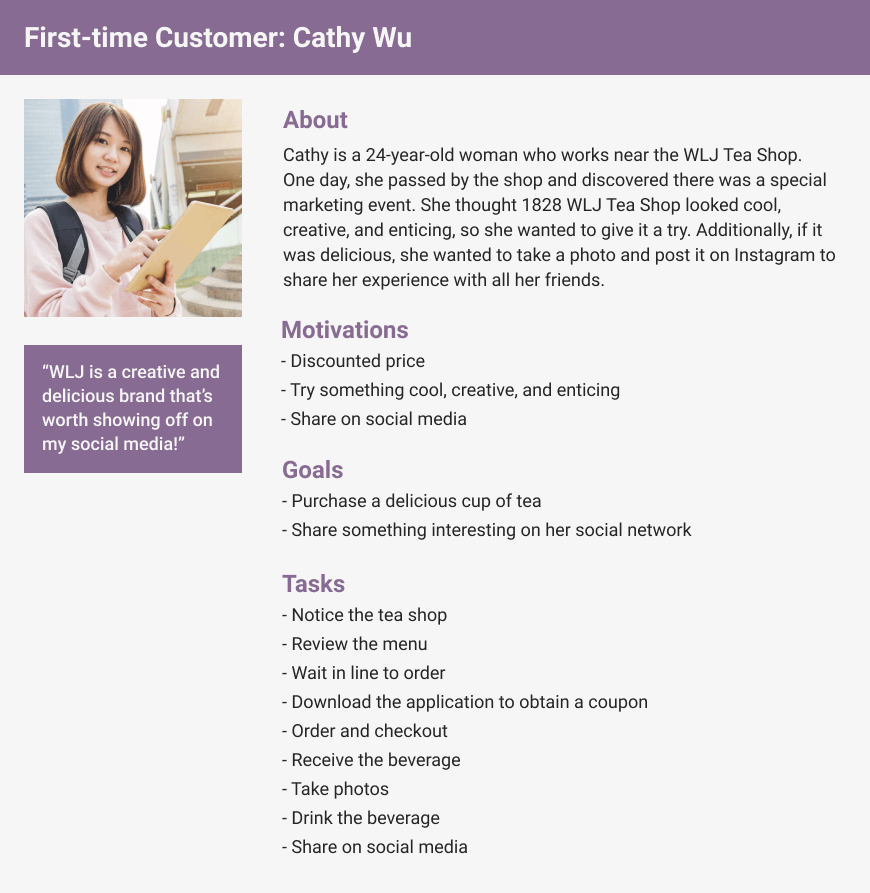 First-time Customer: Cathy Wu
About
Cathy is a 24-year-old woman who works near the WLJ Tea Shop.
One day, she passed by the shop and discovered there was a special
marketing event. She thought 1828 WLJ Tea Shop looked cool,
creative, and enticing, so she wanted to give it a try. Additionally, if it
was delicious, she wanted to take a photo and post it on Instagram to
share her experience with all her friends.
“WLJ is a creative and
delicious brand that’s
worth showing off on
my social media!”
Motivations
- Discounted price
- Try something cool, creative, and enticing
- Share on social media
Goals
- Purchase a delicious cup of tea
- Share something interesting on her social network
Tasks
- Notice the tea shop
- Review the menu
- Wait in line to order
- Download the application to obtain a coupon
- Order and checkout
- Receive the beverage
- Take photos
- Drink the beverage
- Share on social media